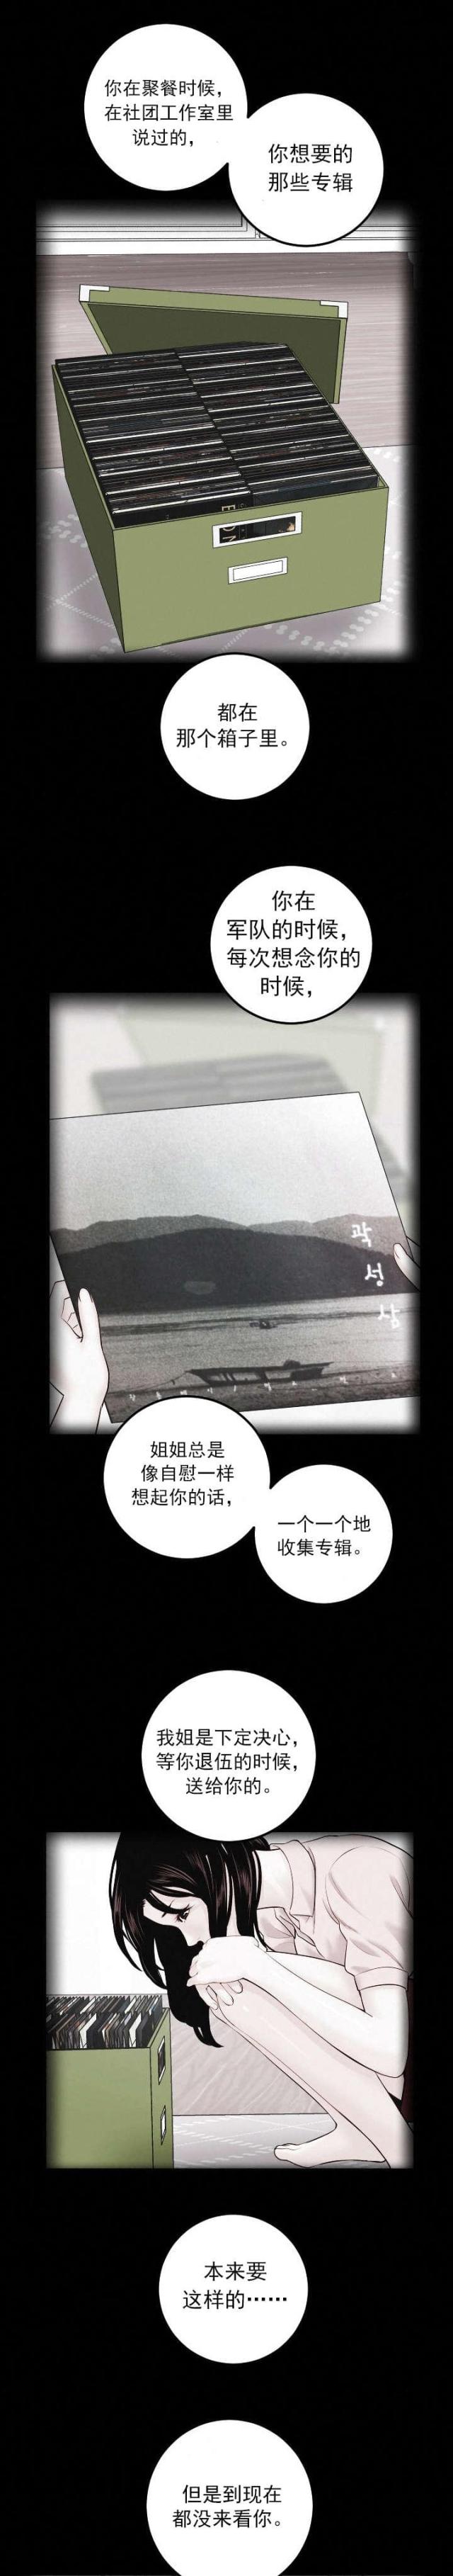 你在聚餐时候，
在社团工作室里
说过的，
你想要的
那些专辑
EON
都在
那个箱子里。
你在
军队的时候，
每次想念你的
时候，
곽
성
삼
姐姐总是
像自慰一样
想起你的话，
一个一个地
收集专辑。
我姐是下定决心，
等你退伍的时候，
送给你的。
本来要
这样的……
但是到现在
都没来看你。